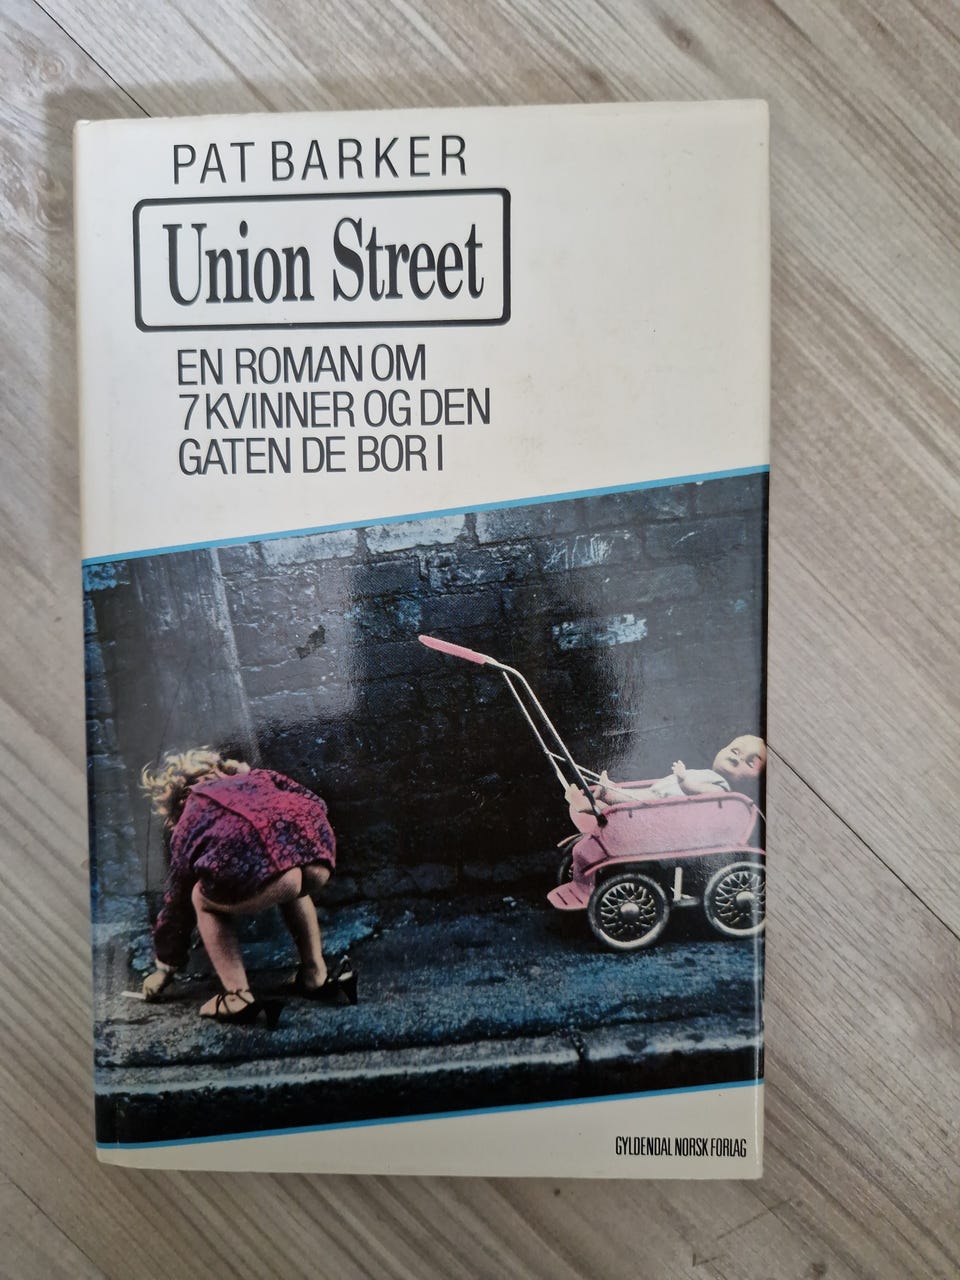 PAT BARKER
Union Street
EN ROMAN OM
7 KVINNER OG DEN
GATEN DE BOR I
GYLDENDAL NORSK FORLAG